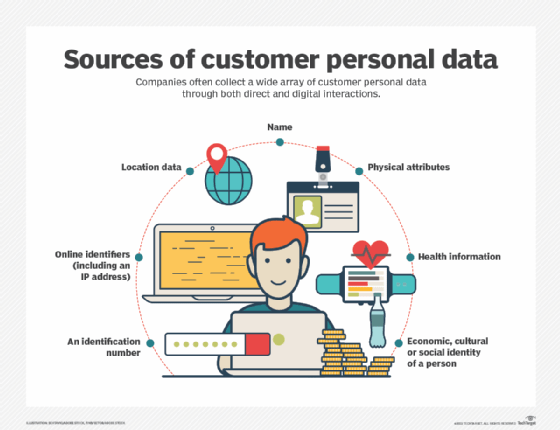 Sources of customer personal data
Companies often collect a wide array of customer personal data
through both direct and digital interactions.
Name
Location data
Physical attributes
Online identifiers
(including an
IP address)
Health information
An identification
number
Economic, cultural
or social identity
of a person
TechTarget